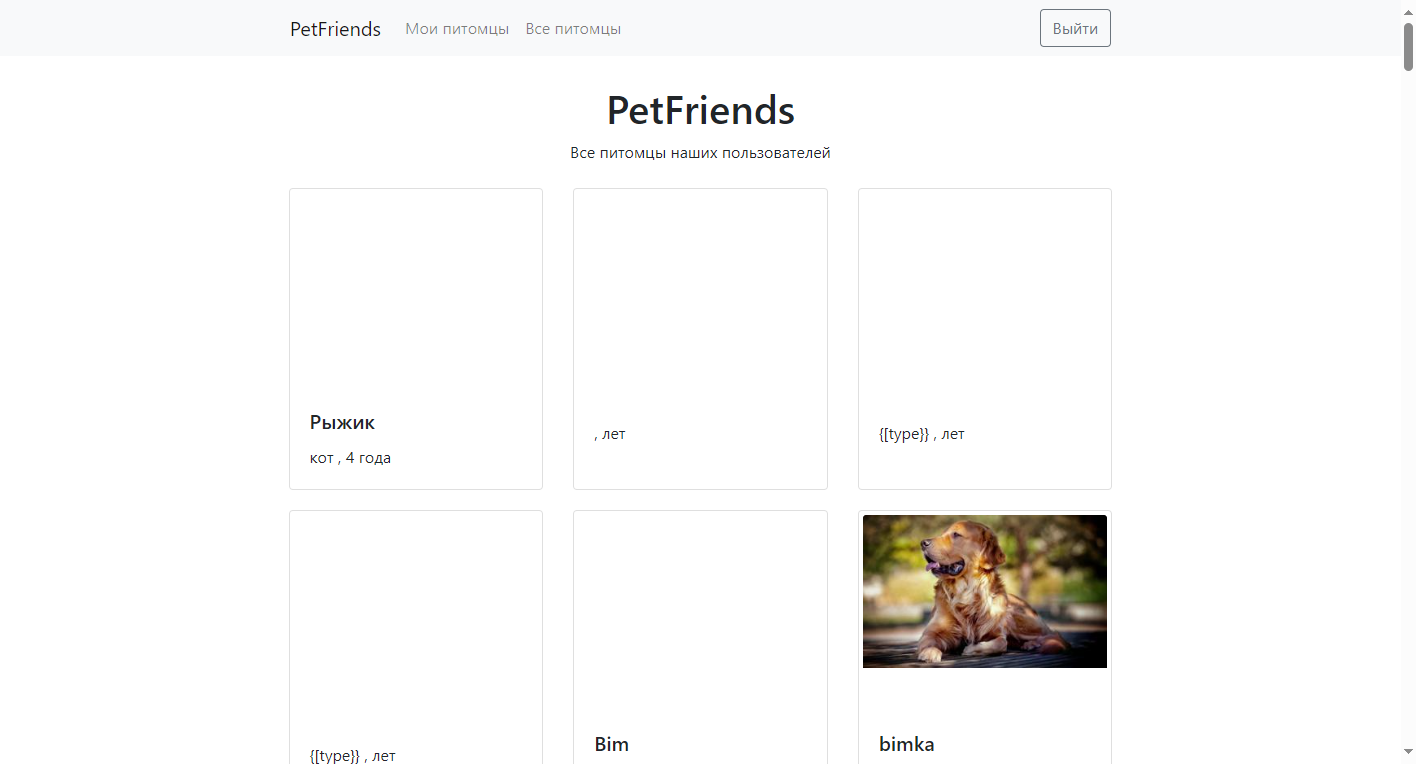 PetFriends Мои питомцы Все питомцы Выйти
PetFriends
Все питомцы наших пользователей
Рыжик
кот , 4 года
, лет
{[type}} , лет
{[type}} , лет
Bim
bimka